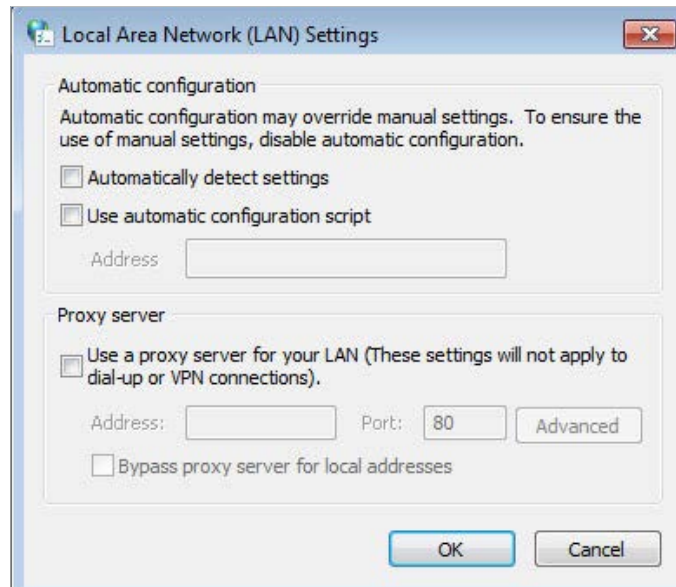 Local Area Network (LAN) Settings
Automatic configuration
Automatic configuration may override manual settings. To ensure the
use of manual settings, disable automatic configuration.
Automatically detect settings
Use automatic configuration script
Address
Proxy server
Use a proxy server for your LAN (These settings will not apply to
dial-up or VPN connections).
Address: Port: 80 Advanced
Bypass proxy server for local addresses
OK Cancel